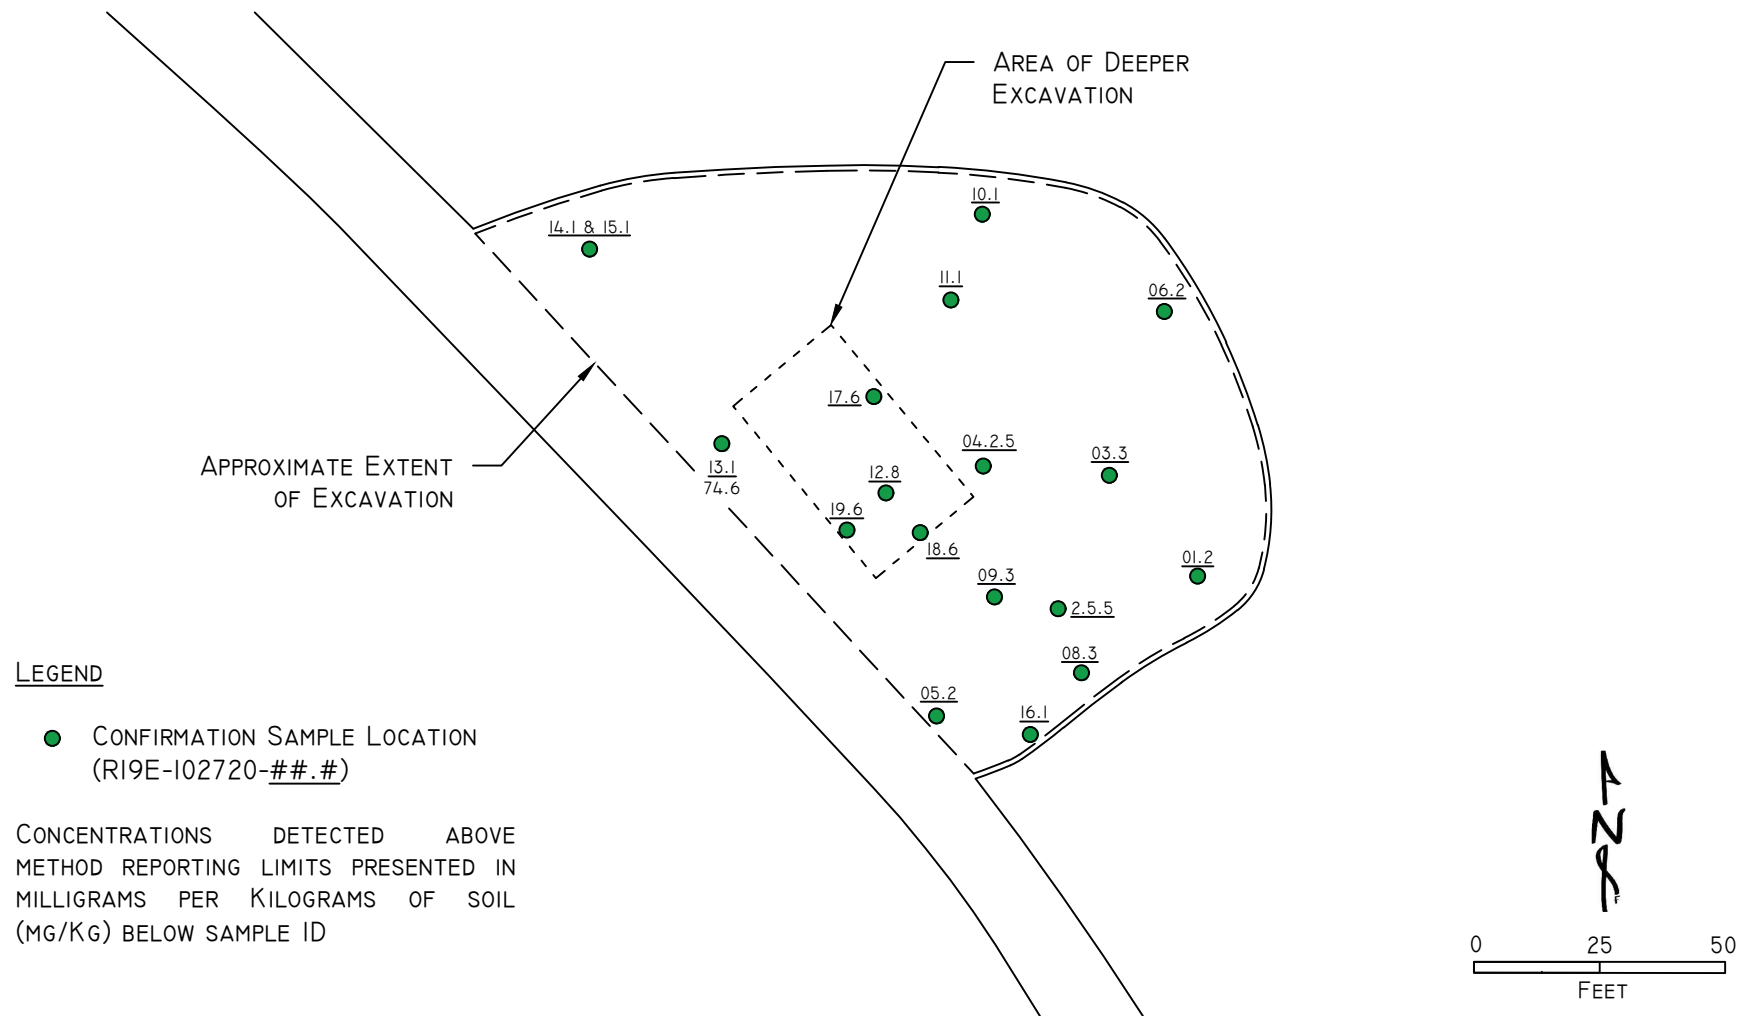 AREA OF DEEPER
EXCAVATION
10.1
14.1 & 15.1
11.1
06.2
17.6
04.2.5
03.3
13.1
74.6
12.8
19.6
18.6
APPROXIMATE EXTENT
OF EXCAVATION
01.2
09.3
2.5.5
08.3
05.2
16.1
LEGEND
CONFIRMATION SAMPLE LOCATION
(R19E-102720-##.#)
CONCENTRATIONS DETECTED ABOVE
METHOD REPORTING LIMITS PRESENTED IN
MILLIGRAMS PER KILOGRAMS OF SOIL
(MG/KG) BELOW SAMPLE ID
N
0 25 50
FEET